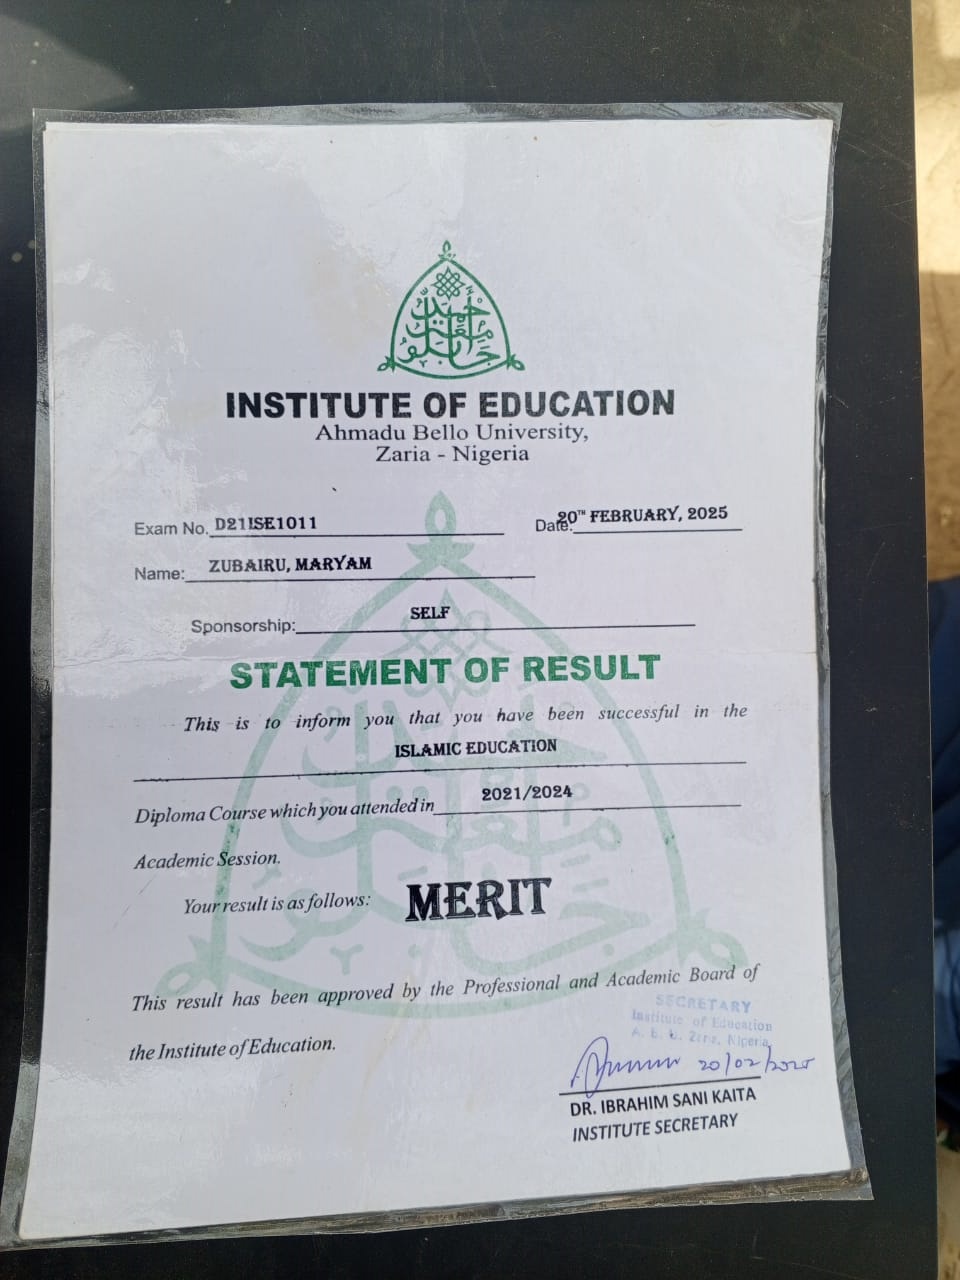 INSTITUTE OF EDUCATION
Ahmadu Bello University,
Zaria - Nigeria
Exam No. D21ISE1011 Date: 20TH FEBRUARY, 2025
Name: ZUBAIRU, MARYAM
Sponsorship: SELF
STATEMENT OF RESULT
This is to inform you that you have been successful in the
ISLAMIC EDUCATION
Diploma Course which you attended in 2021/2024
Academic Session.
Your result is as follows: MERIT
This result has been approved by the Professional and Academic Board of
the Institute of Education.
SECRETARY
Institute of Education
A. B. U. Zaria, Nigeria
20/02/2025
DR. IBRAHIM SANI KAITA
INSTITUTE SECRETARY